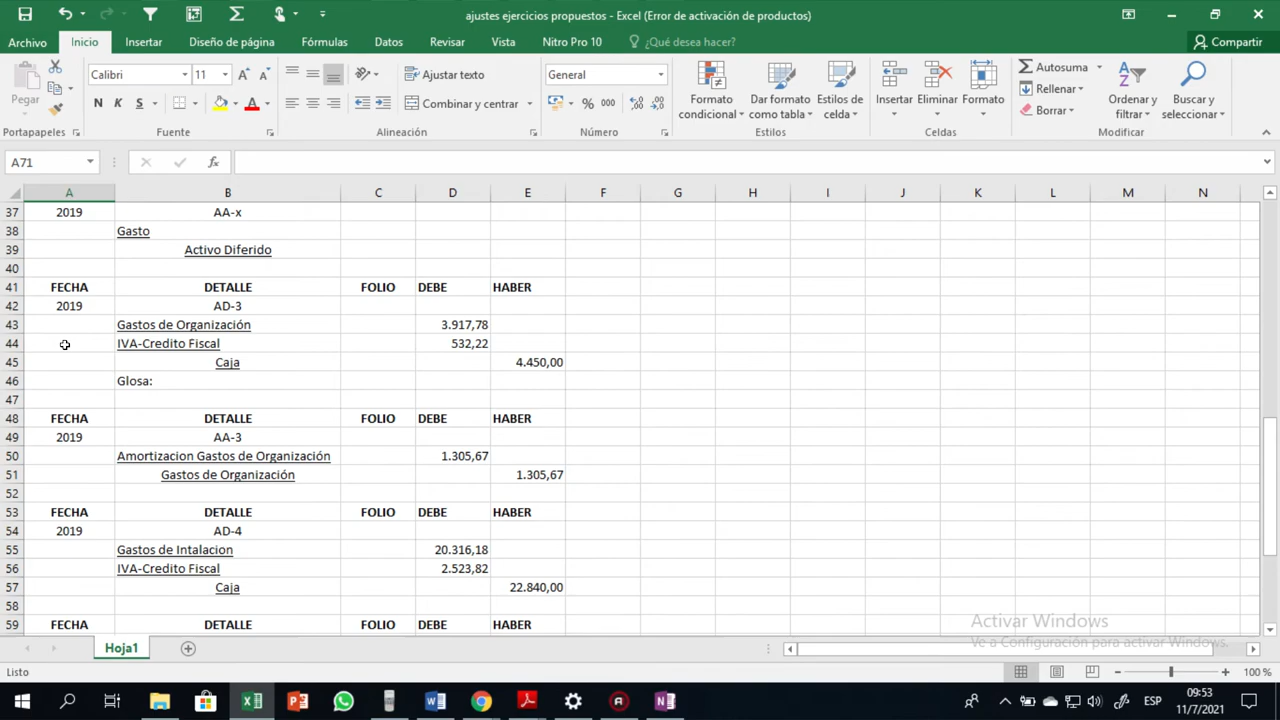 ajustes ejercicios propuestos - Excel (Error de activación de productos)
Archivo Inicio Insertar Diseño de página Fórmulas Datos Revisar Vista Nitro Pro 10 ¿Qué desea hacer? Compartir
Pegar
Calibri 11
N K S
Ajustar texto
Combinar y centrar
General
% 000
Formato condicional
Dar formato como tabla
Estilos de celda
Insertar
Eliminar
Formato
Autosuma
Rellenar
Borrar
Ordenar y filtrar
Buscar y seleccionar
Portapapeles Fuente Alineación Número Estilos Celdas Modificar
A71 fx
A B C D E F G H I J K L M N
37 2019 AA-x
38 Gasto
39 Activo Diferido
40
41 FECHA DETALLE FOLIO DEBE HABER
42 2019 AD-3
43 Gastos de Organización 3.917,78
44 IVA-Credito Fiscal 532,22
45 Caja 4.450,00
46 Glosa:
47
48 FECHA DETALLE FOLIO DEBE HABER
49 2019 AA-3
50 Amortizacion Gastos de Organización 1.305,67
51 Gastos de Organización 1.305,67
52
53 FECHA DETALLE FOLIO DEBE HABER
54 2019 AD-4
55 Gastos de Intalacion 20.316,18
56 IVA-Credito Fiscal 2.523,82
57 Caja 22.840,00
58
59 FECHA DETALLE FOLIO DEBE HABER
Activar Windows
Ve a Configuración para activar Windows.
Hoja1
Listo 100 %
ESP 09:53
11/7/2021